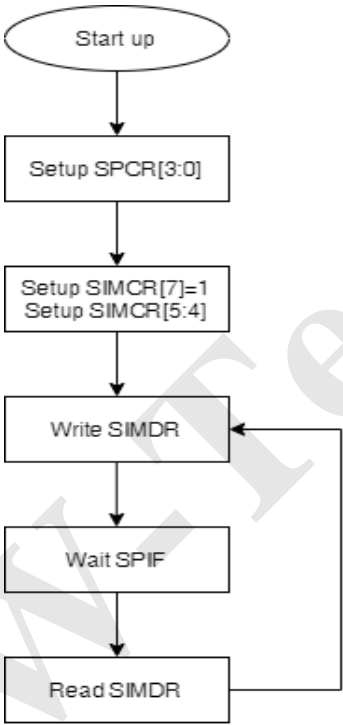 Start up
Setup SPCR[3:0]
Setup SIMCR[7]=1
Setup SIMCR[5:4]
Write SIMDR
Wait SPIF
Read SIMDR